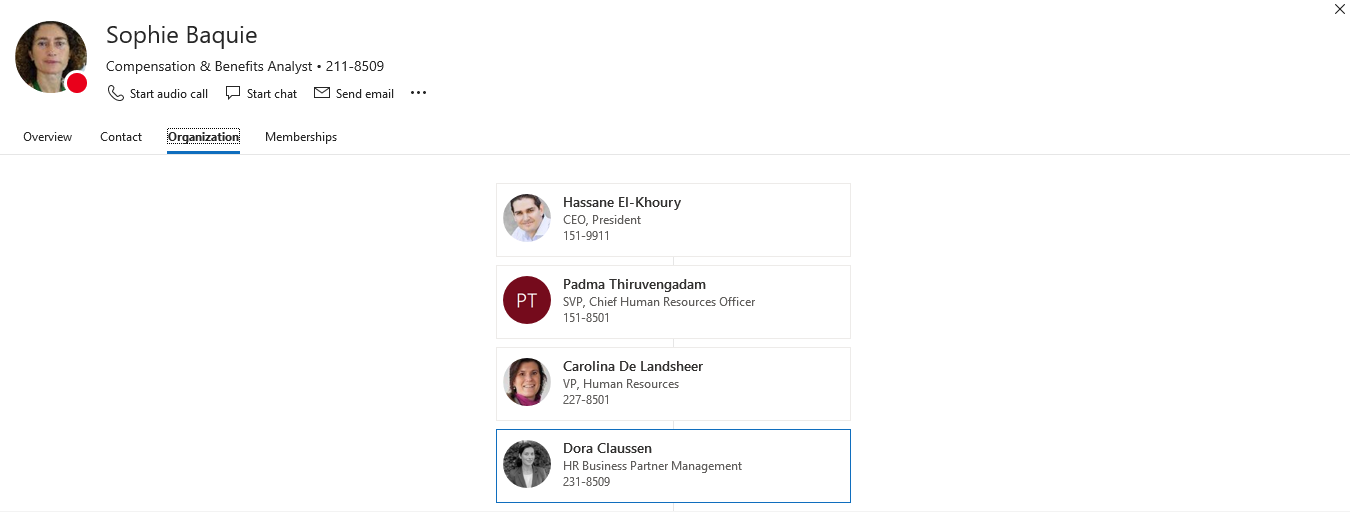 Sophie Baquie
Compensation & Benefits Analyst • 211-8509
Start audio call Start chat Send email •••
Overview Contact Organization Memberships
Hassane El-Khoury
CEO, President
151-9911
PT
Padma Thiruvengadam
SVP, Chief Human Resources Officer
151-8501
Carolina De Landsheer
VP, Human Resources
227-8501
Dora Claussen
HR Business Partner Management
231-8509